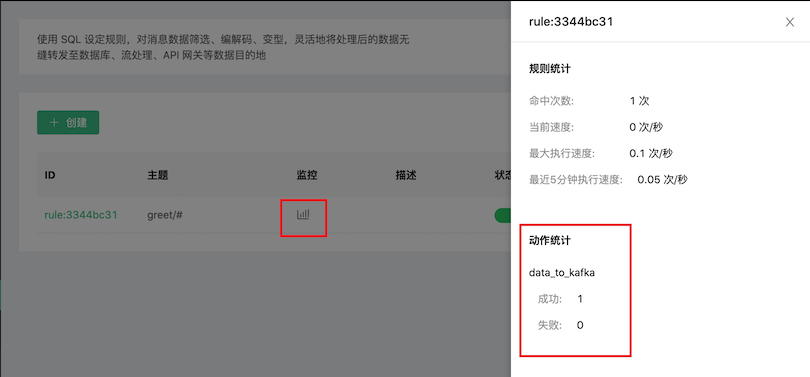 使用 SQL 设定规则，对消息数据筛选、编解码、变型，灵活地将处理后的数据无
缝转发至数据库、流处理、API 网关等数据目的地
+ 创建
ID 主题 监控 描述 状态
rule:3344bc31 greet/#
rule:3344bc31
规则统计
命中次数: 1 次
当前速度: 0 次/秒
最大执行速度: 0.1 次/秒
最近5分钟执行速度: 0.05 次/秒
动作统计
data_to_kafka
成功: 1
失败: 0